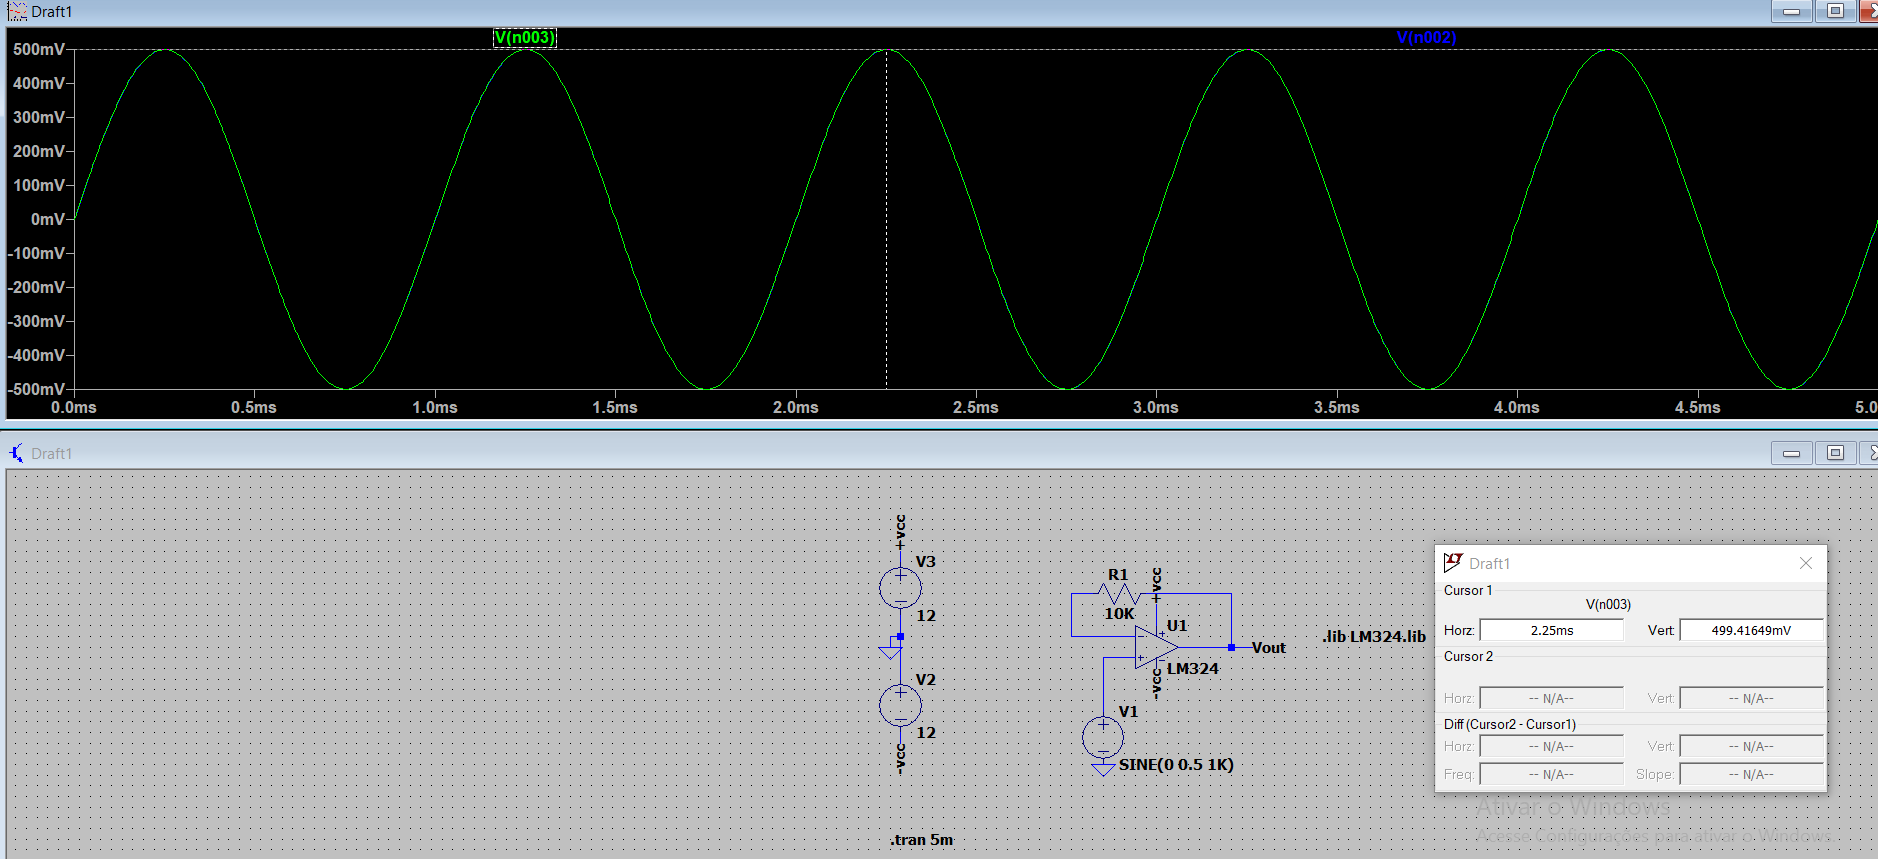 Draft1
V(n003)
V(n002)
500mV
400mV
300mV
200mV
100mV
0mV
-100mV
-200mV
-300mV
-400mV
-500mV
0.0ms 0.5ms 1.0ms 1.5ms 2.0ms 2.5ms 3.0ms 3.5ms 4.0ms 4.5ms 5.0
Draft1
+vcc
V3
12
V2
12
-vcc
R1
10K
+vcc
U1
LM324
-vcc
Vout
.lib LM324.lib
V1
SINE(0 0.5 1K)
.tran 5m
Draft1
Cursor 1
V(n003)
Horz: 2.25ms Vert: 499.41649mV
Cursor 2
Horz: -- N/A-- Vert: -- N/A--
Diff (Cursor2 - Cursor1)
Horz: -- N/A-- Vert: -- N/A--
Freq: -- N/A-- Slope: -- N/A--
Ativar o Windows
Acesse Configurações para ativar o Windows.